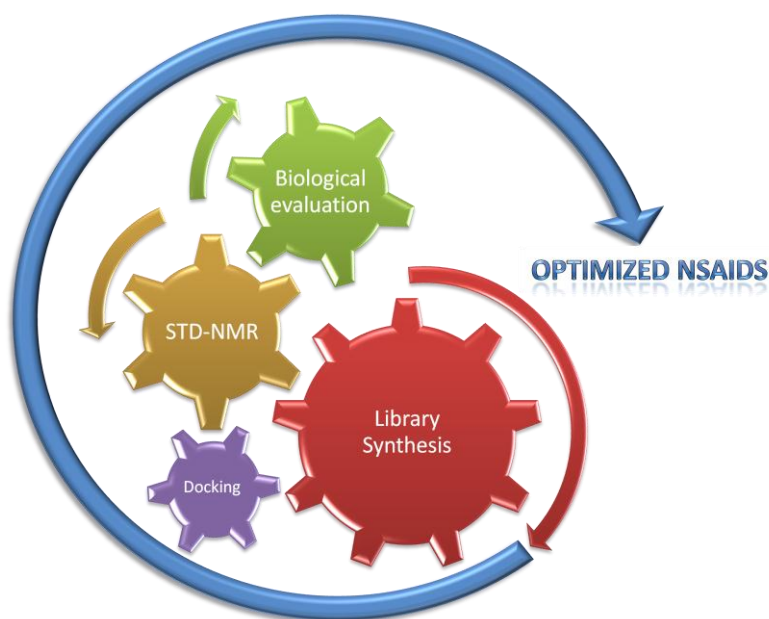 Biological
evaluation
OPTIMIZED NSAIDS
STD-NMR
Library
Synthesis
Docking